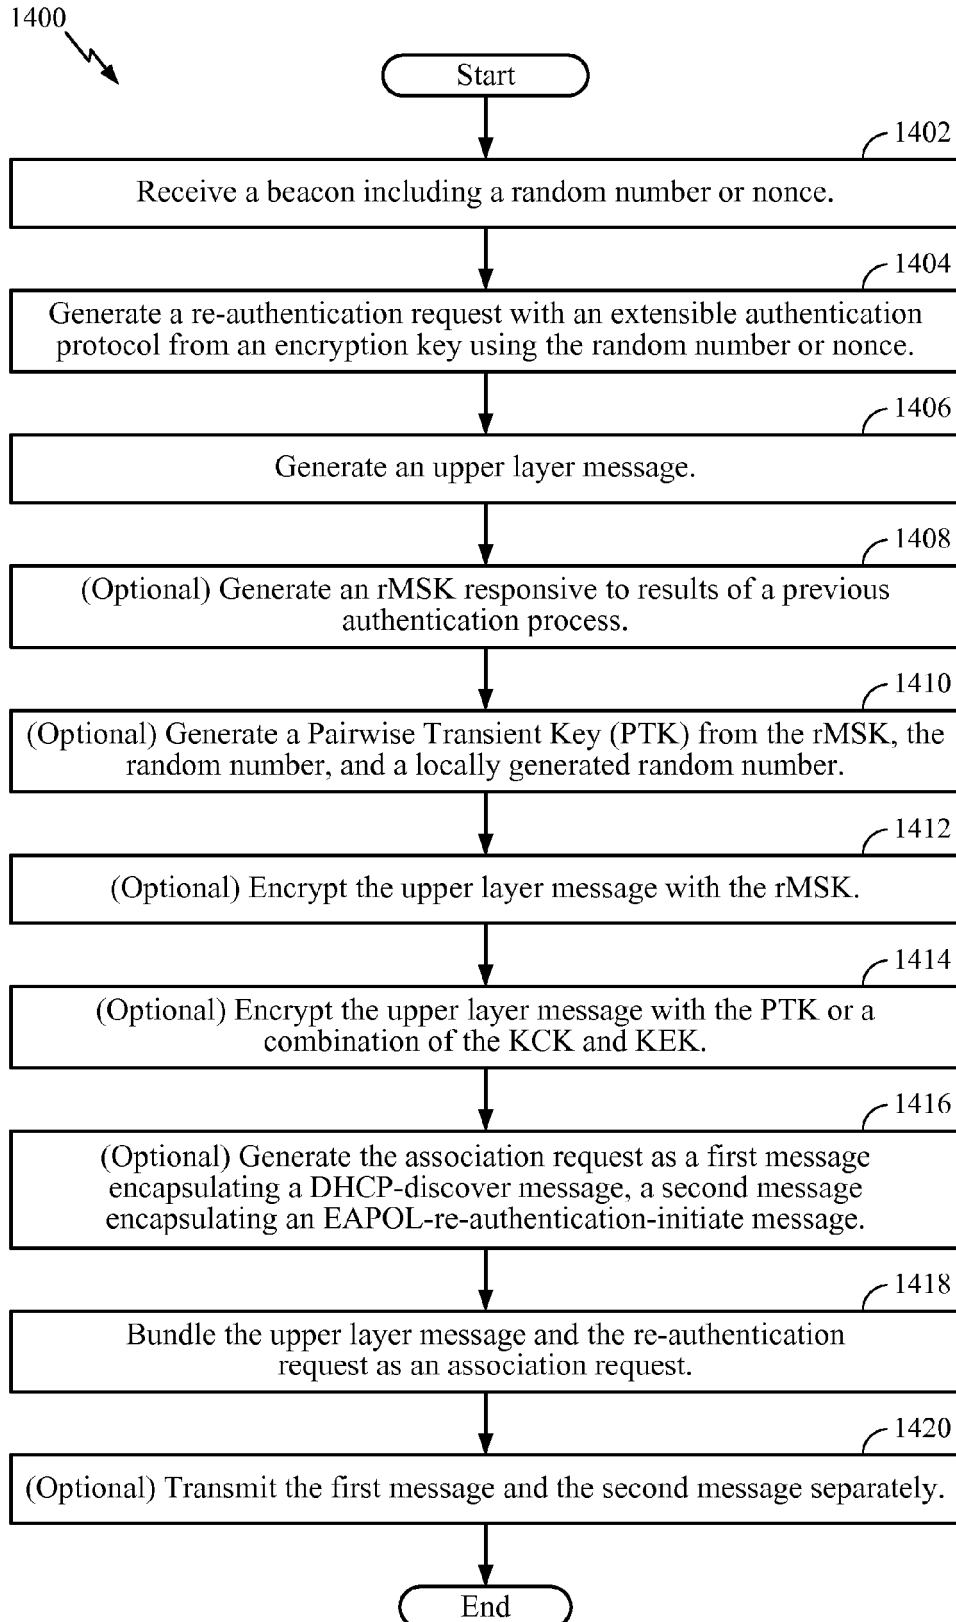 1400
Start
1402
Receive a beacon including a random number or nonce.
1404
Generate a re-authentication request with an extensible authentication
protocol from an encryption key using the random number or nonce.
1406
Generate an upper layer message.
1408
(Optional) Generate an rMSK responsive to results of a previous
authentication process.
1410
(Optional) Generate a Pairwise Transient Key (PTK) from the rMSK, the
random number, and a locally generated random number.
1412
(Optional) Encrypt the upper layer message with the rMSK.
1414
(Optional) Encrypt the upper layer message with the PTK or a
combination of the KCK and KEK.
1416
(Optional) Generate the association request as a first message
encapsulating a DHCP-discover message, a second message
encapsulating an EAPOL-re-authentication-initiate message.
1418
Bundle the upper layer message and the re-authentication
request as an association request.
1420
(Optional) Transmit the first message and the second message separately.
End